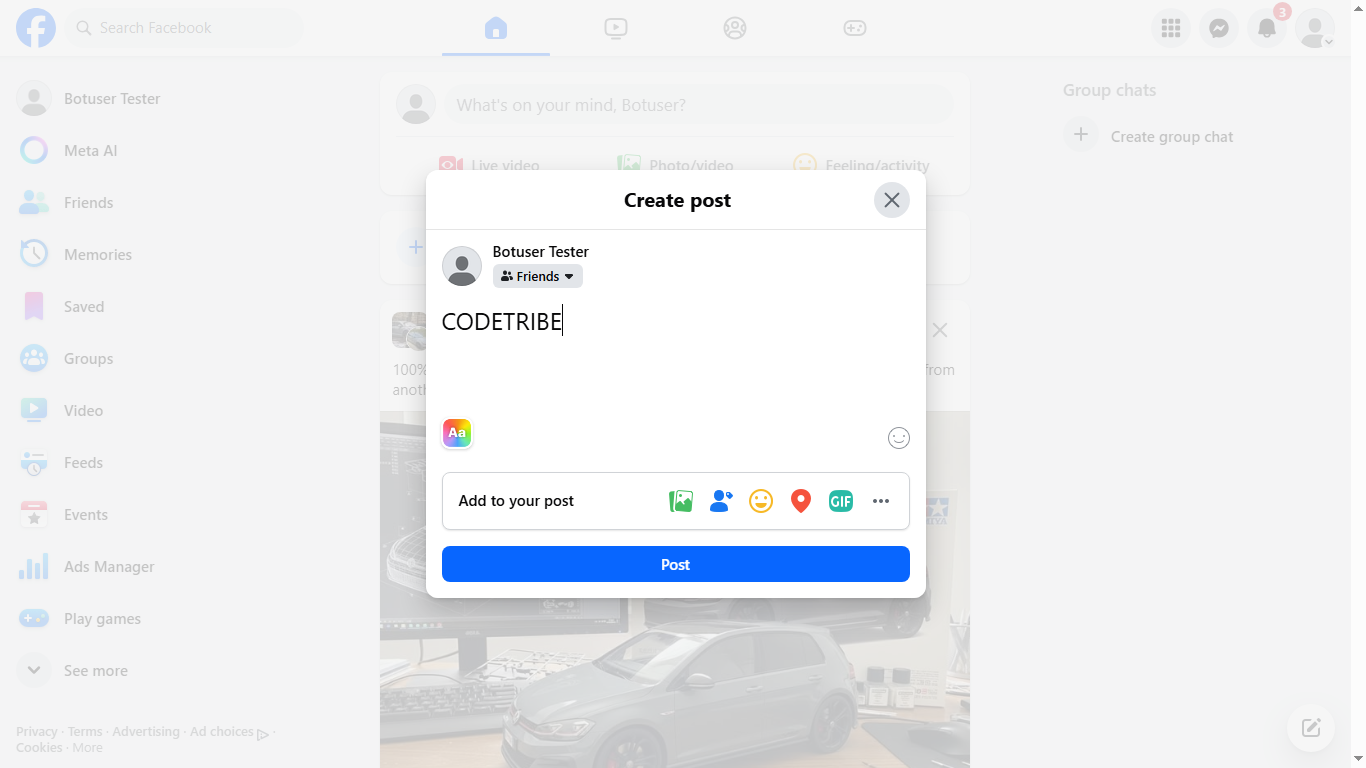 Search Facebook
3
Botuser Tester
Meta AI
Friends
Memories
Saved
Groups
Video
Feeds
Events
Ads Manager
Play games
See more
Privacy · Terms · Advertising · Ad choices ·
Cookies · More
What's on your mind, Botuser?
Live video
Photo/video
Feeling/activity
Create post
Botuser Tester
Friends
CODETRIBE
Aa
Add to your post
GIF
Post
100%
from
anoth
Group chats
Create group chat